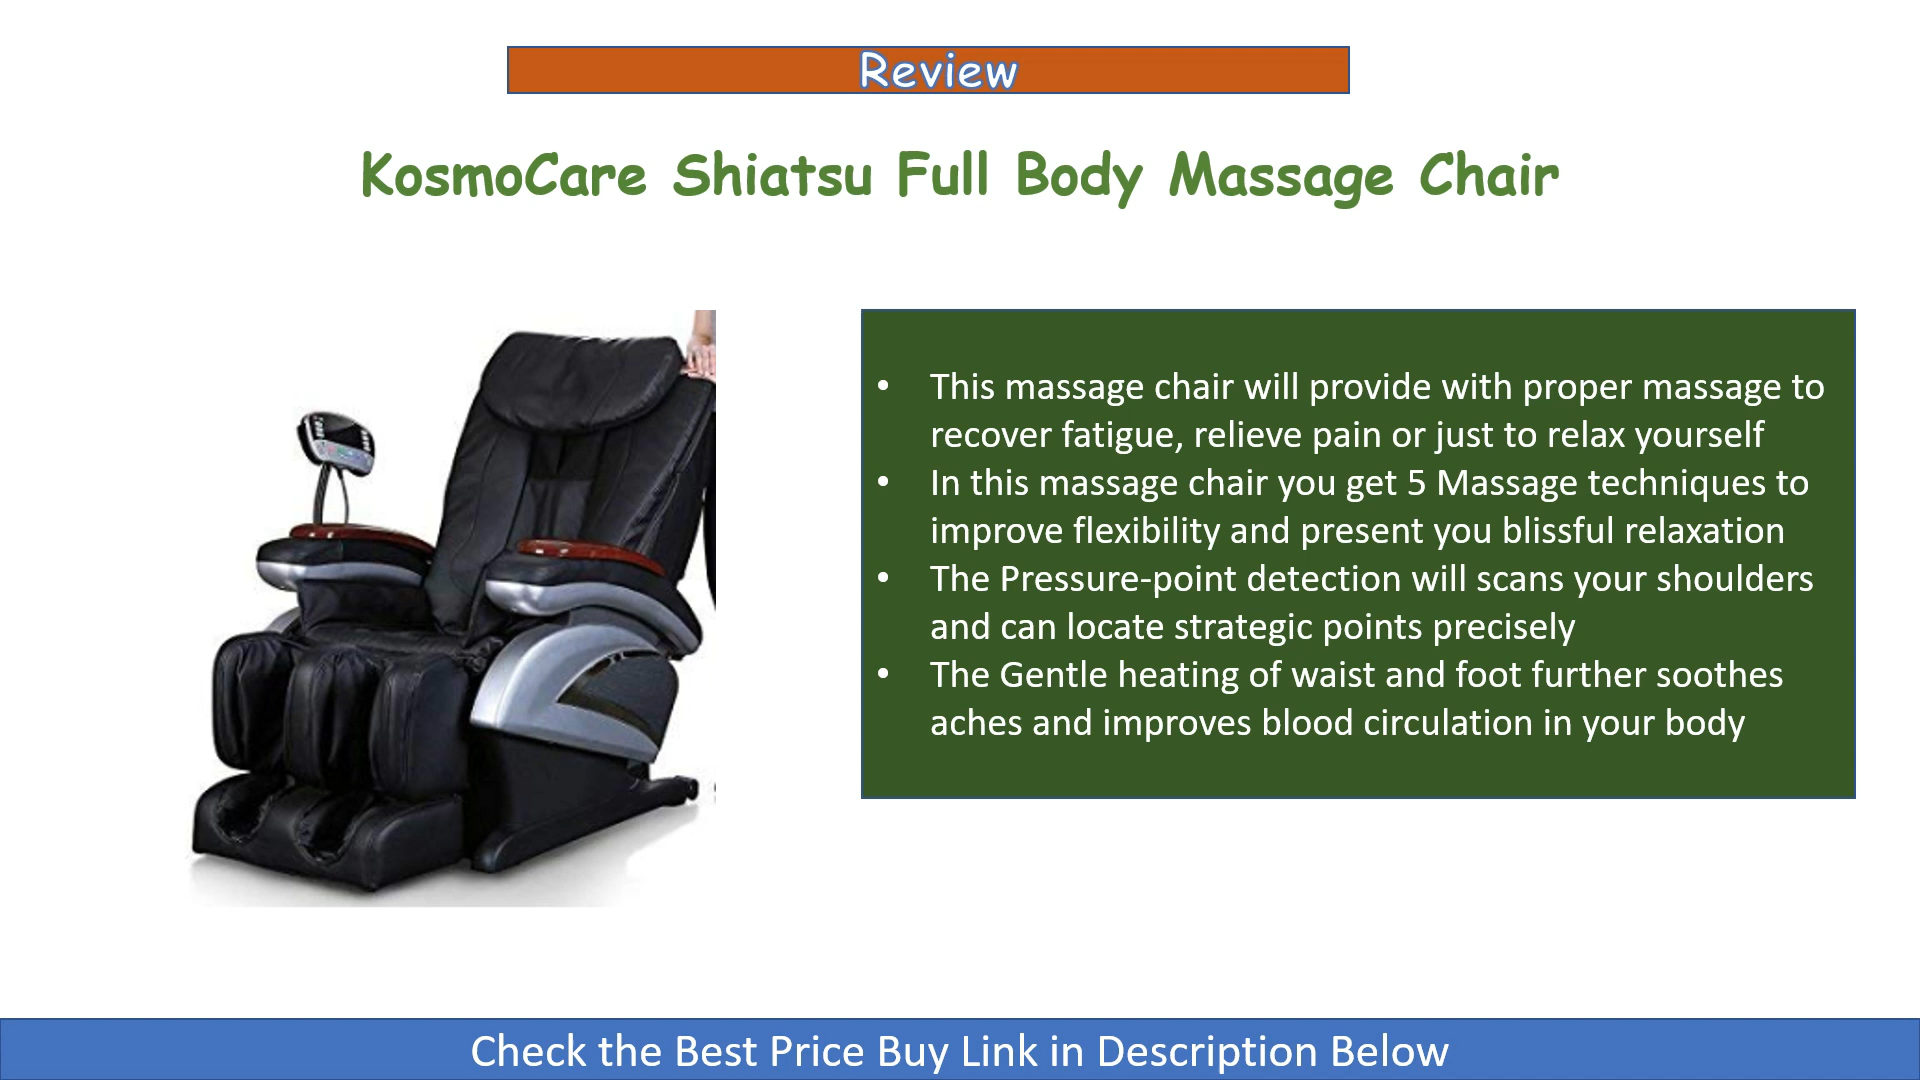 Review
KosmoCare Shiatsu Full Body Massage Chair
• This massage chair will provide with proper massage to
recover fatigue, relieve pain or just to relax yourself
• In this massage chair you get 5 Massage techniques to
improve flexibility and present you blissful relaxation
• The Pressure-point detection will scans your shoulders
and can locate strategic points precisely
• The Gentle heating of waist and foot further soothes
aches and improves blood circulation in your body
Check the Best Price Buy Link in Description Below